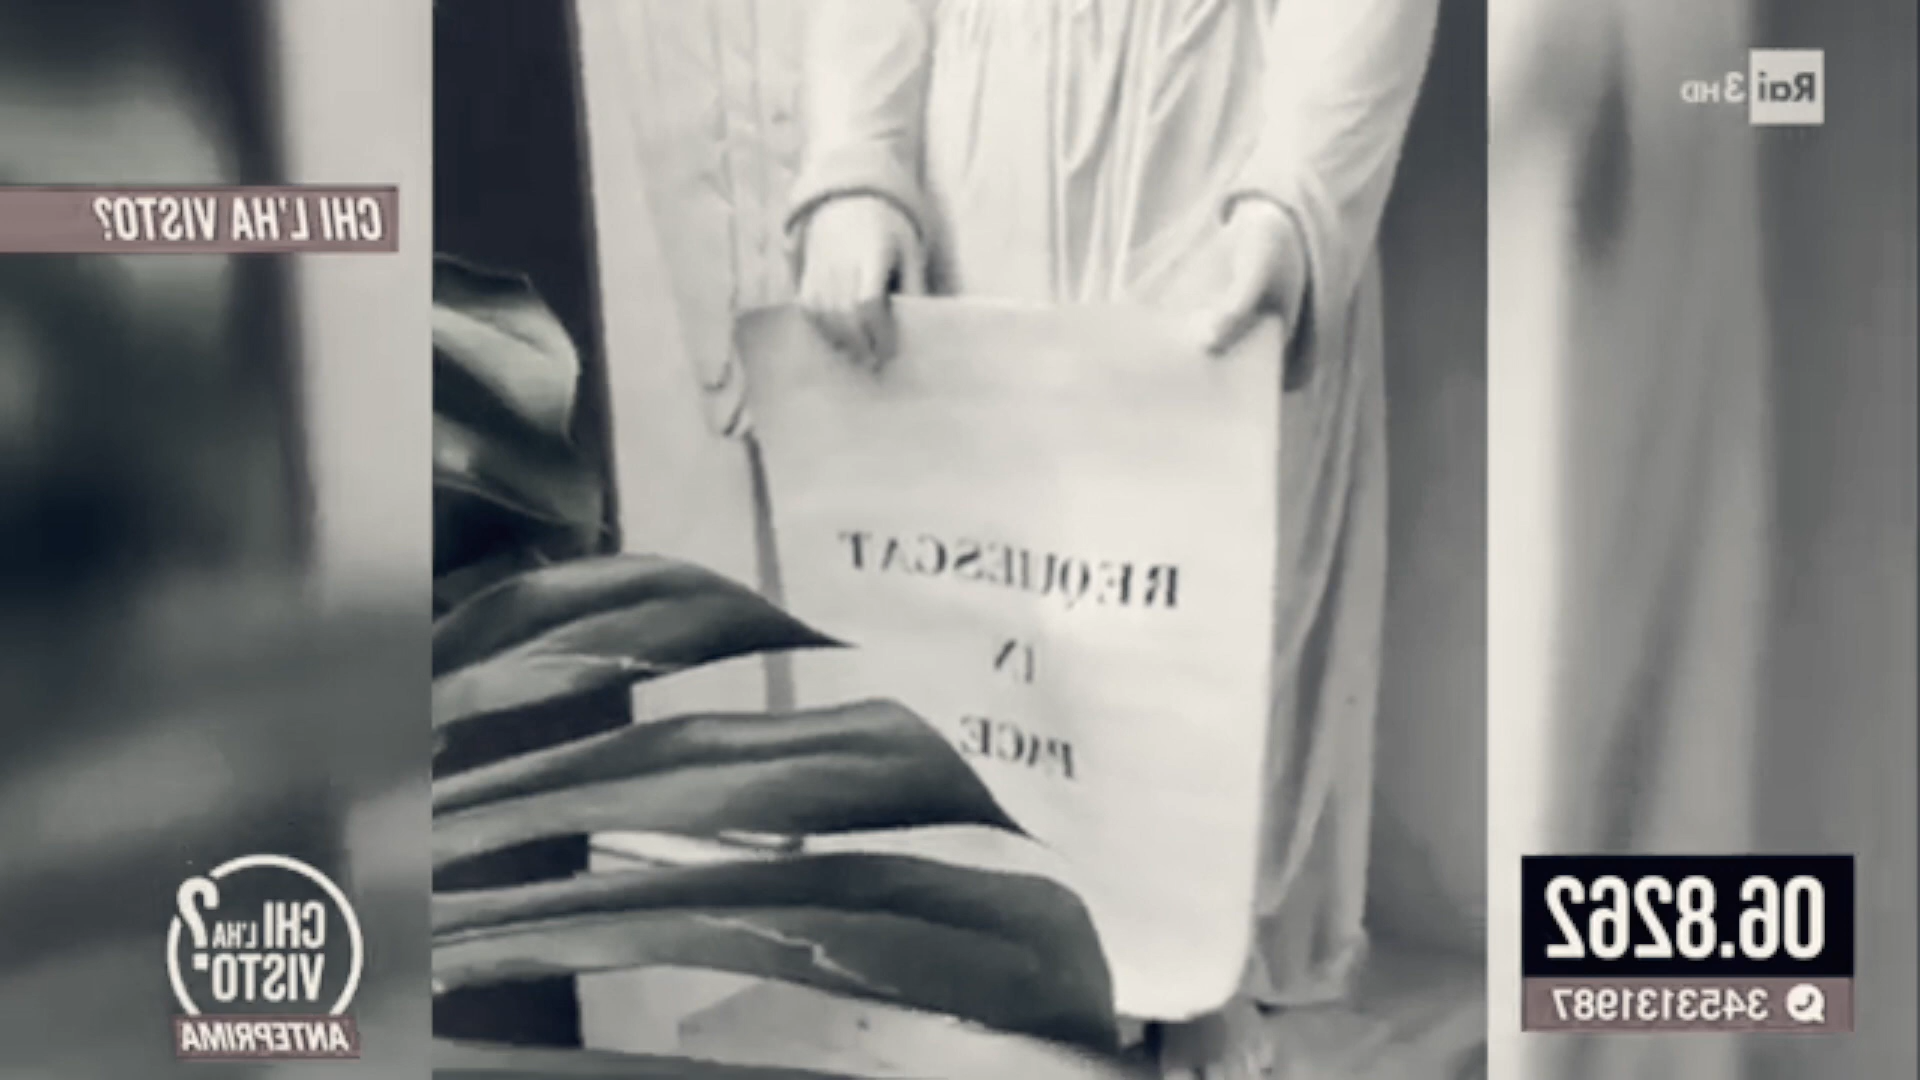 Rai 3 HD
CHI L'HA VISTO?
REQUIESCAT
IN
PACE
CHI L'HA
VISTO?
ANTEPRIMA
06.8262
3453131987